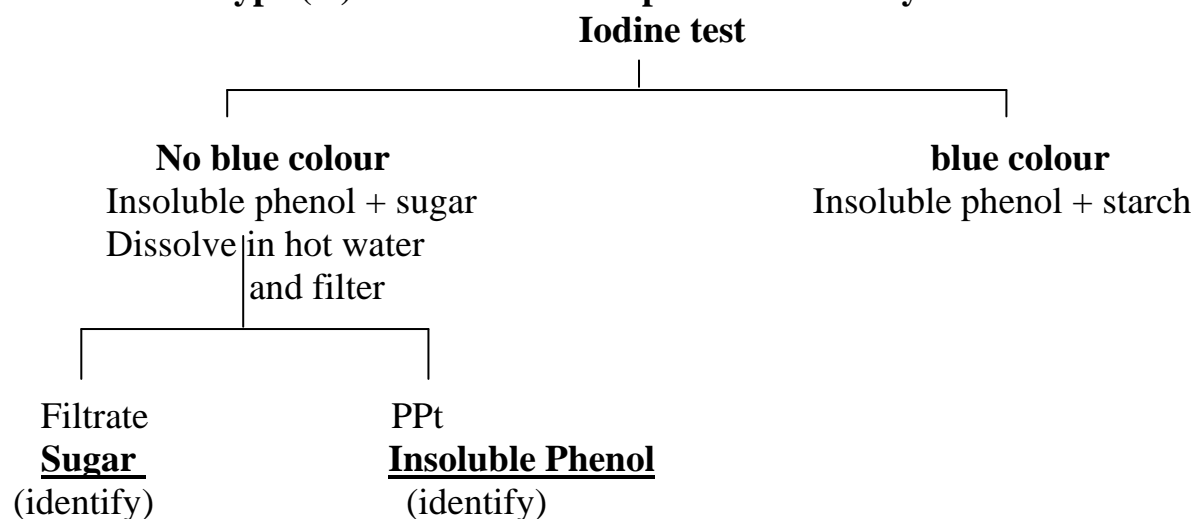 Iodine test
No blue colour
Insoluble phenol + sugar
Dissolve in hot water
and filter
blue colour
Insoluble phenol + starch
Filtrate
Sugar
(identify)
PPt
Insoluble Phenol
(identify)